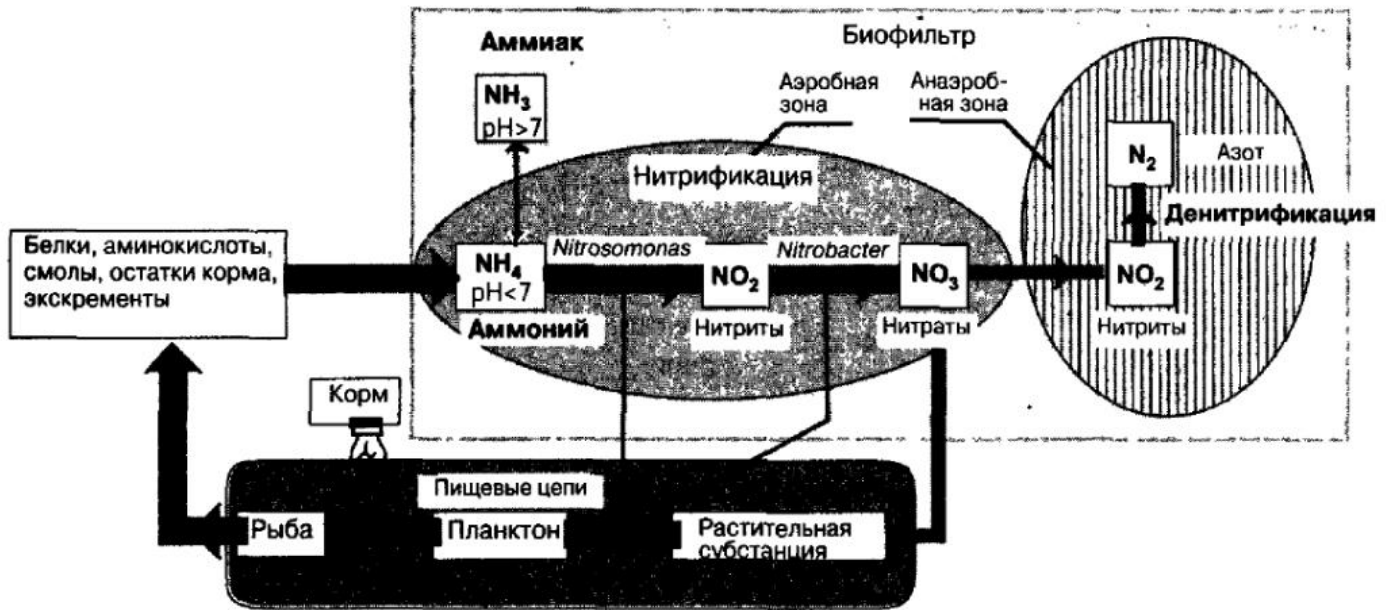 Аммиак
Биофильтр
NH₃
pH>7
Аэробная
зона
Анаэроб-
ная зона
N₂
Азот
Нитрификация
Денитрификация
Белки, аминокислоты,
смолы, остатки корма,
экскременты
NH₄
pH<7
Nitrosomonas
NO₂
Nitrobacter
NO₃
NO₂
Аммоний
Нитриты
Нитраты
Нитриты
Корм
Пищевые цепи
Рыба
Планктон
Растительная
субстанция